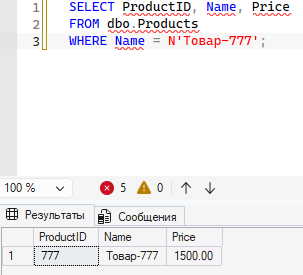 1 SELECT ProductID, Name, Price
2 FROM dbo.Products
3 WHERE Name = N'Товар-777';
100 % 5 0
Результаты Сообщения
ProductID Name Price
1 777 Товар-777 1500.00